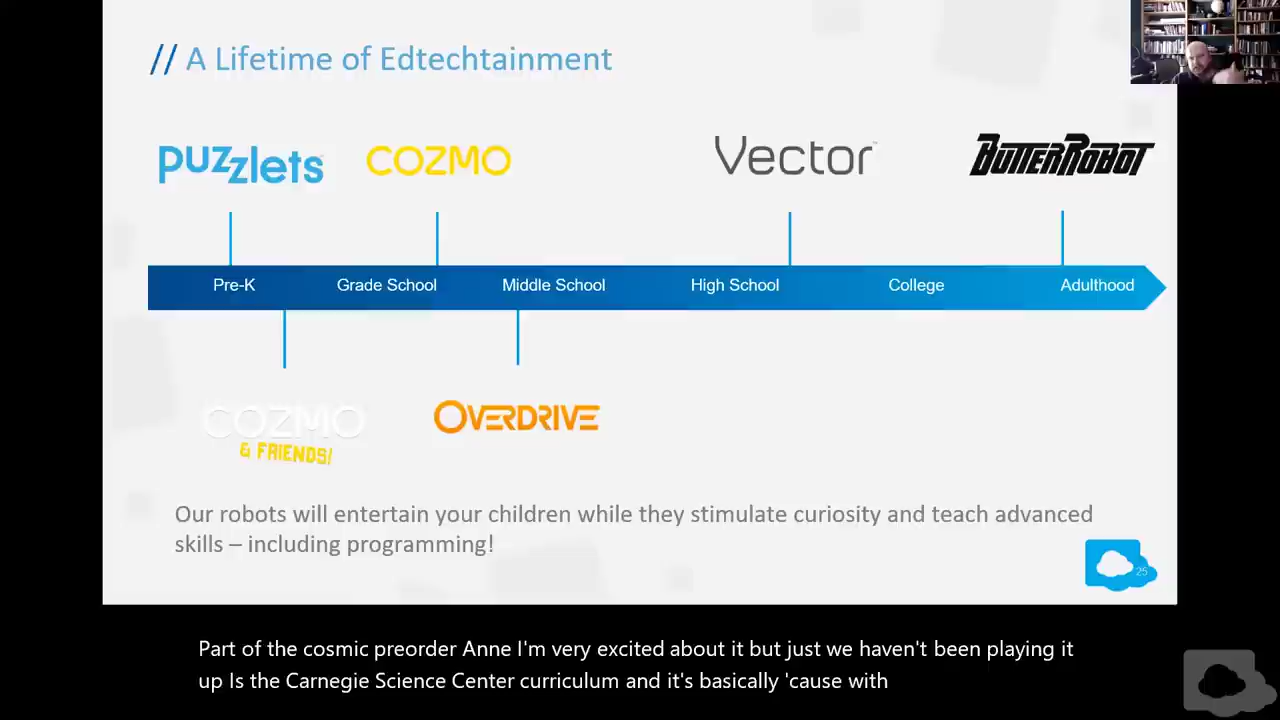 // A Lifetime of Edtechtainment
PUZZLETS COZMO Vector BUTTERROBOT
Pre-K Grade School Middle School High School College Adulthood
COZMO
& FRIENDS!
OVERDRIVE
Our robots will entertain your children while they stimulate curiosity and teach advanced
skills – including programming!
25
Part of the cosmic preorder Anne I'm very excited about it but just we haven't been playing it
up Is the Carnegie Science Center curriculum and it's basically 'cause with